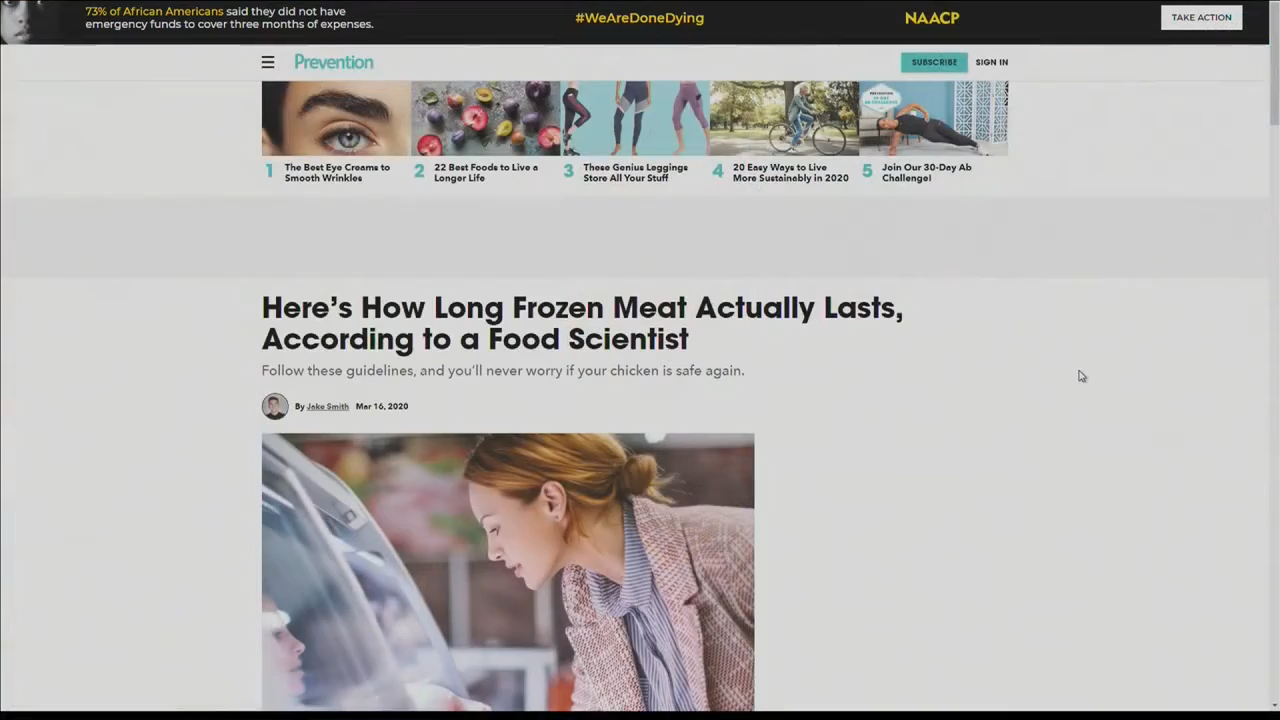 73% of African Americans said they did not have
emergency funds to cover three months of expenses.
#WeAreDoneDying
NAACP
TAKE ACTION
Prevention
SUBSCRIBE
SIGN IN
1 The Best Eye Creams to
Smooth Wrinkles
2 22 Best Foods to Live a
Longer Life
3 These Genius Leggings
Store All Your Stuff
4 20 Easy Ways to Live
More Sustainably in 2020
5 Join Our 30-Day Ab
Challenge!
Here's How Long Frozen Meat Actually Lasts,
According to a Food Scientist
Follow these guidelines, and you'll never worry if your chicken is safe again.
By Jake Smith Mar 16, 2020